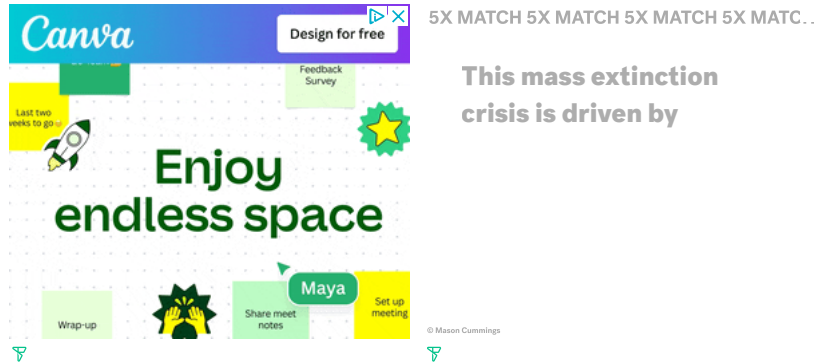 Canva
Design for free
Feedback
Survey
Last two
weeks to go
Enjoy
endless space
Maya
Wrap-up
Share meet
notes
Set up
meeting
5X MATCH 5X MATCH 5X MATCH 5X MATC...
This mass extinction
crisis is driven by
© Mason Cummings